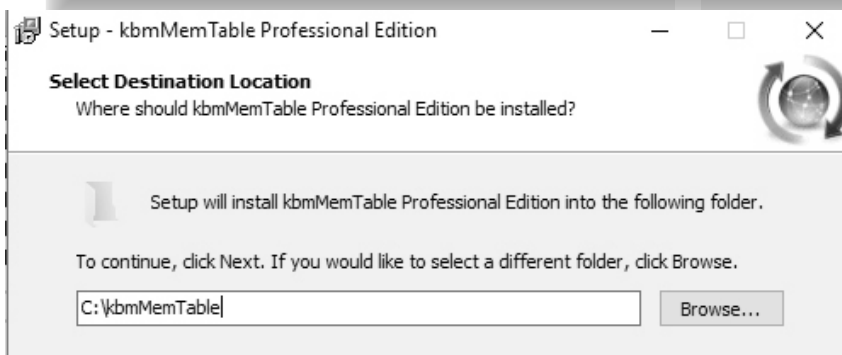 Setup - kbmMemTable Professional Edition
Select Destination Location
Where should kbmMemTable Professional Edition be installed?
Setup will install kbmMemTable Professional Edition into the following folder.
To continue, click Next. If you would like to select a different folder, click Browse.
C:\kbmMemTable
Browse...